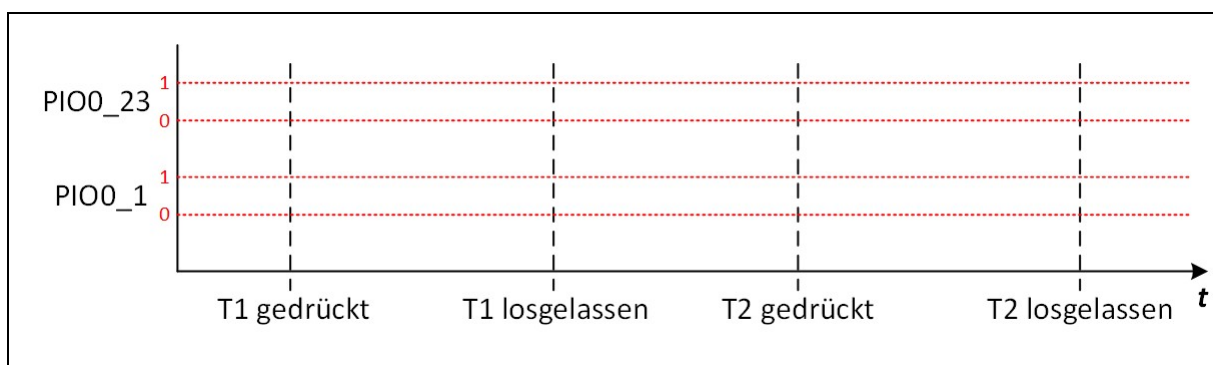 1
PIO0_23
0
1
PIO0_1
0
T1 gedrückt T1 losgelassen T2 gedrückt T2 losgelassen
t